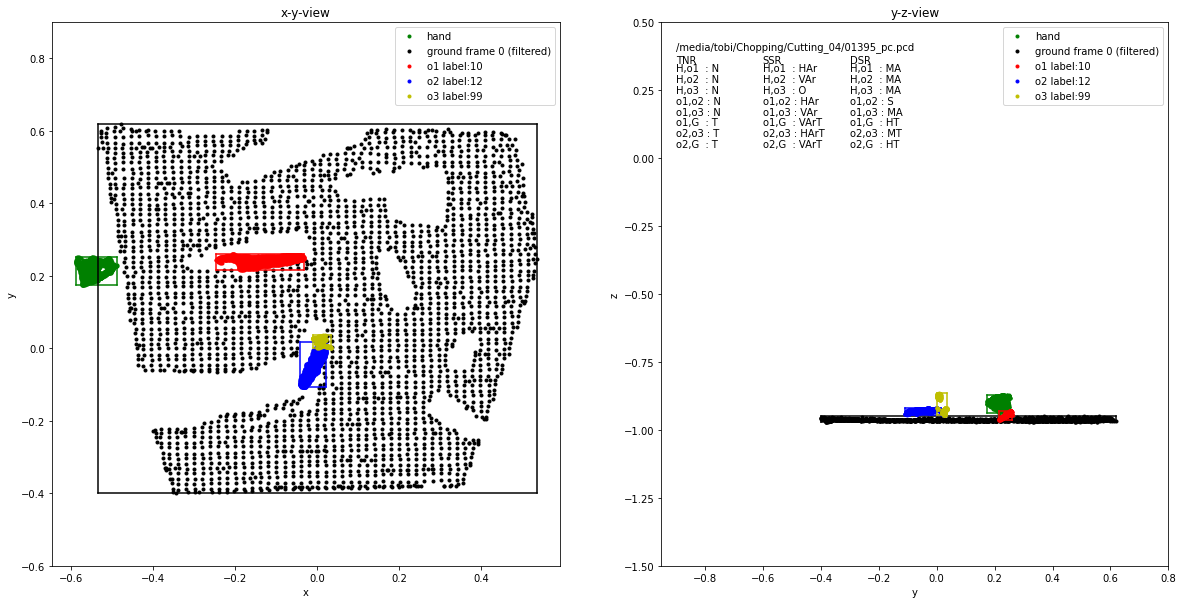 x-y-view
hand
ground frame 0 (filtered)
o1 label:10
o2 label:12
o3 label:99
0.8
0.6
0.4
0.2
0.0
−0.2
−0.4
−0.6
y
−0.6 −0.4 −0.2 0.0 0.2 0.4
x
y-z-view
/media/tobi/Chopping/Cutting_04/01395_pc.pcd
TNR SSR DSR
H,o1 : N H,o1 : HAr H,o1 : MA
H,o2 : N H,o2 : VAr H,o2 : MA
H,o3 : N H,o3 : O H,o3 : MA
o1,o2 : N o1,o2 : HAr o1,o2 : S
o1,o3 : N o1,o3 : VAr o1,o3 : MA
o1,G : T o1,G : VArT o1,G : HT
o2,o3 : T o2,o3 : HArT o2,o3 : MT
o2,G : T o2,G : VArT o2,G : HT
hand
ground frame 0 (filtered)
o1 label:10
o2 label:12
o3 label:99
0.50
0.25
0.00
−0.25
−0.50
−0.75
−1.00
−1.25
−1.50
z
−0.8 −0.6 −0.4 −0.2 0.0 0.2 0.4 0.6 0.8
y